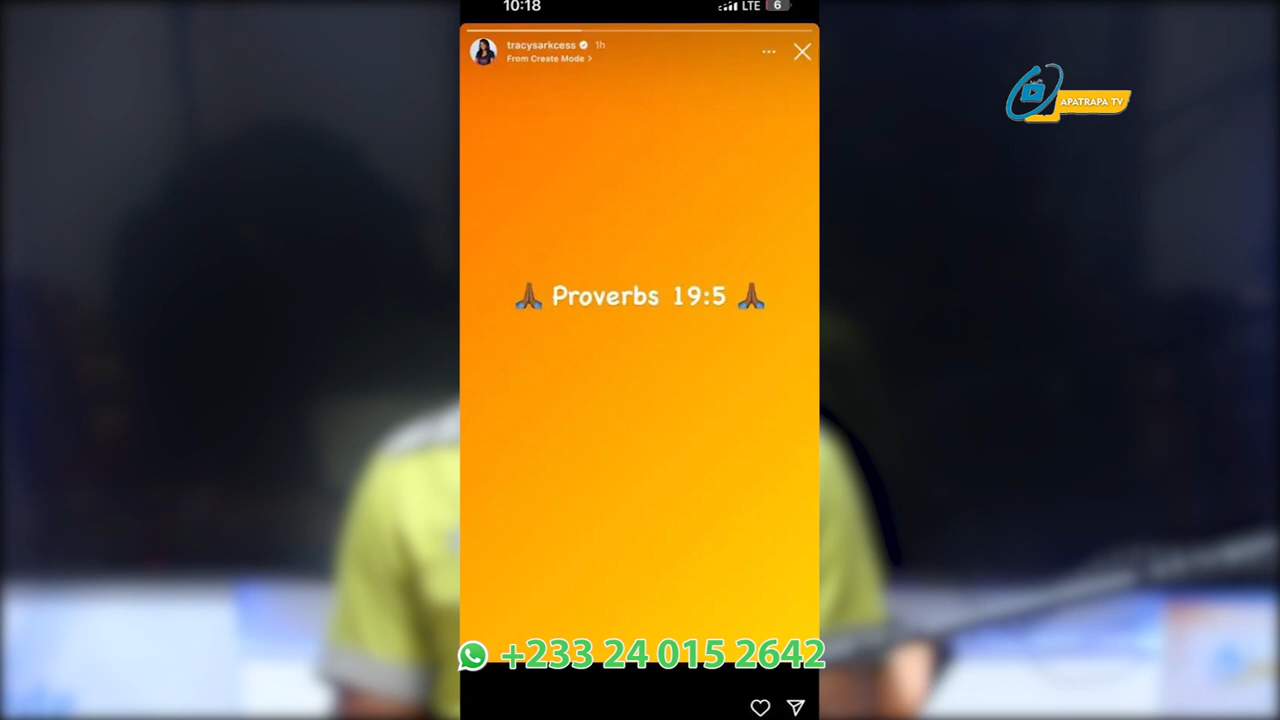 10:18 LTE 6
tracysarkcess 1h
From Create Mode >
APATRAPA TV
🙏🏾 Proverbs 19:5 🙏🏾
+233 24 015 2642